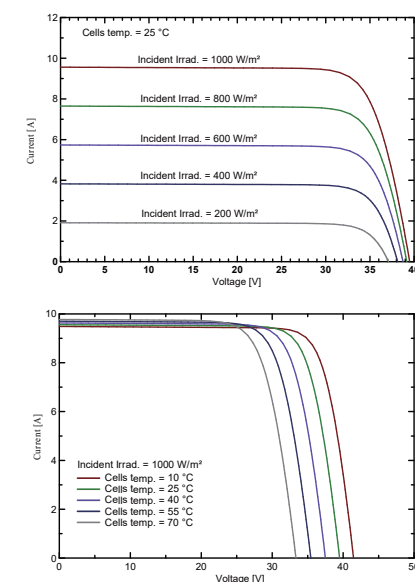 12
Cells temp. = 25 °C
Incident Irrad. = 1000 W/m²
10
Incident Irrad. = 800 W/m²
8
Incident Irrad. = 600 W/m²
6
Incident Irrad. = 400 W/m²
4
Incident Irrad. = 200 W/m²
2
0
Current [A]
0 5 10 15 20 25 30 35 40
Voltage [V]
10
8
6
4
2
0
Current [A]
Incident Irrad. = 1000 W/m²
Cells temp. = 10 °C
Cells temp. = 25 °C
Cells temp. = 40 °C
Cells temp. = 55 °C
Cells temp. = 70 °C
0 10 20 30 40 50
Voltage [V]